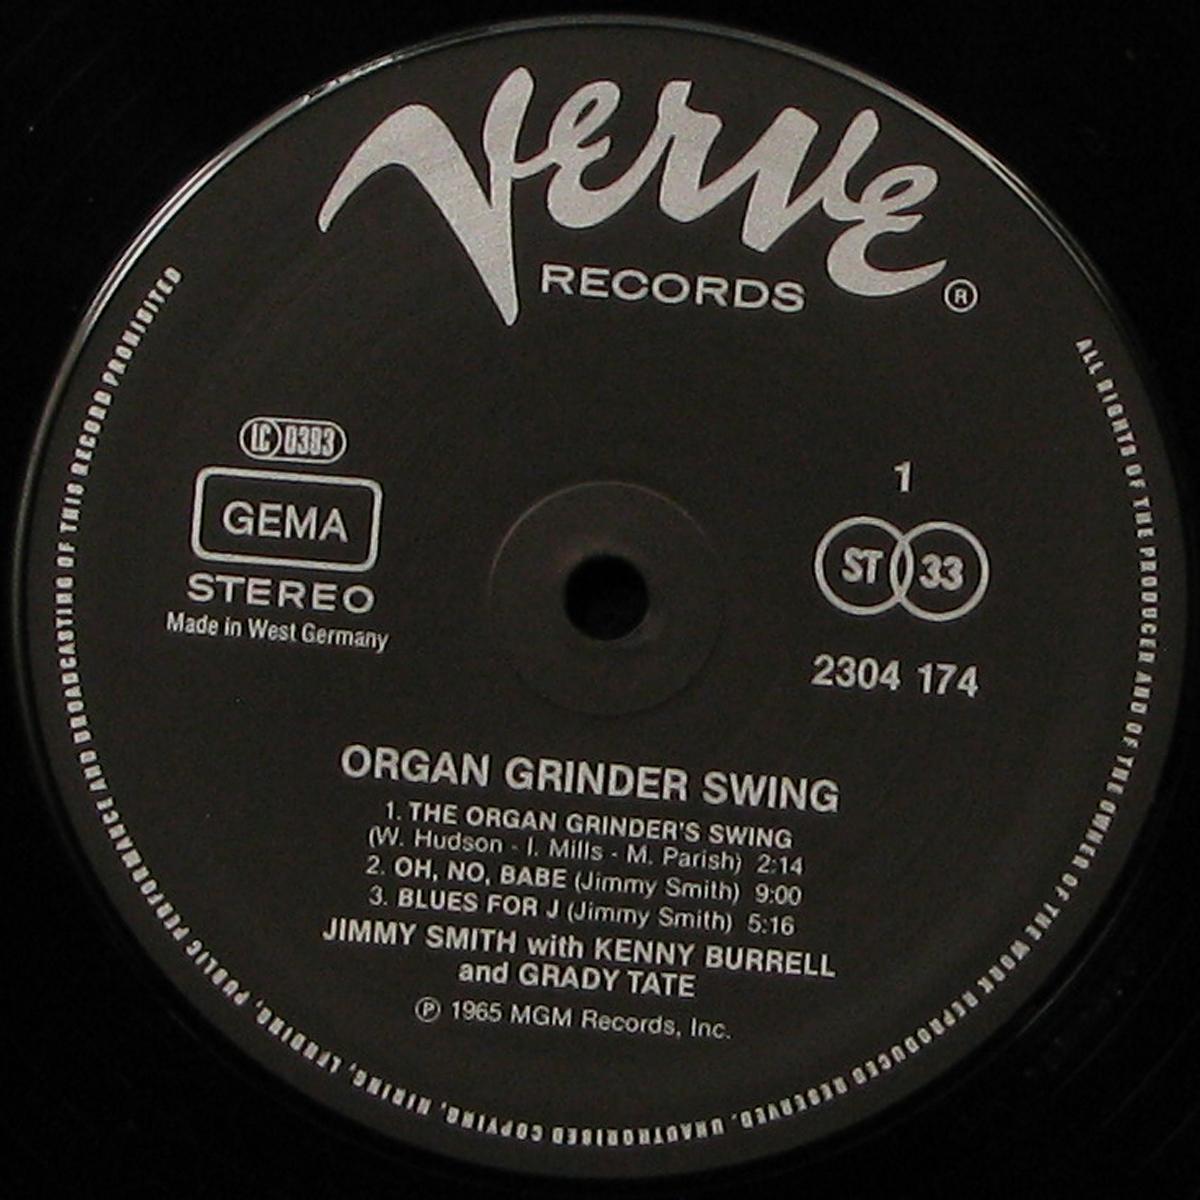 Verve
RECORDS
®
LC 0393
GEMA
STEREO
Made in West Germany
1
ST 33
2304 174
ORGAN GRINDER SWING
1. THE ORGAN GRINDER'S SWING
(W. Hudson - I. Mills - M. Parish) 2:14
2. OH, NO, BABE (Jimmy Smith) 9:00
3. BLUES FOR J (Jimmy Smith) 5:16
JIMMY SMITH with KENNY BURRELL
and GRADY TATE
℗ 1965 MGM Records, Inc.
ALL RIGHTS OF THE PRODUCER AND OF THE OWNER OF THE WORK REPRODUCED RESERVED. UNAUTHORISED COPYING, HIRING, LENDING, PUBLIC PERFORMANCE AND BROADCASTING OF THIS RECORD PROHIBITED